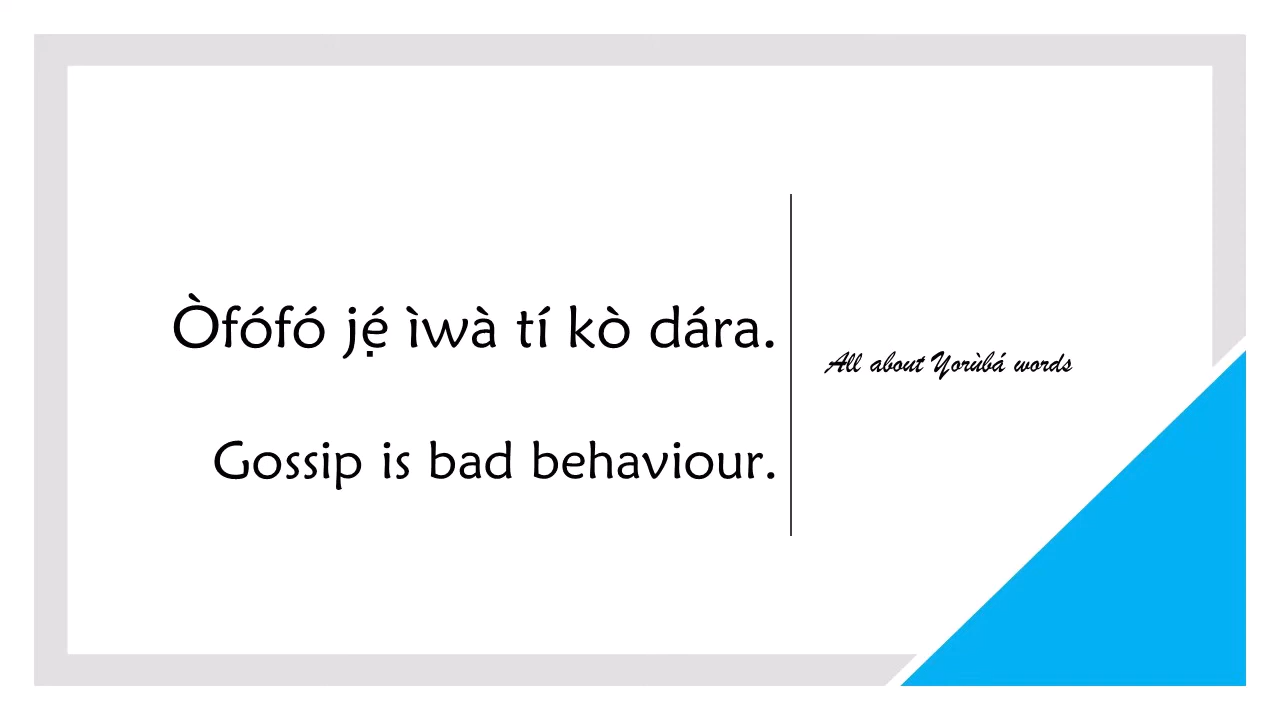 Òfófó jẹ́ ìwà tí kò dára.
Gossip is bad behaviour.
All about Yorùbá words